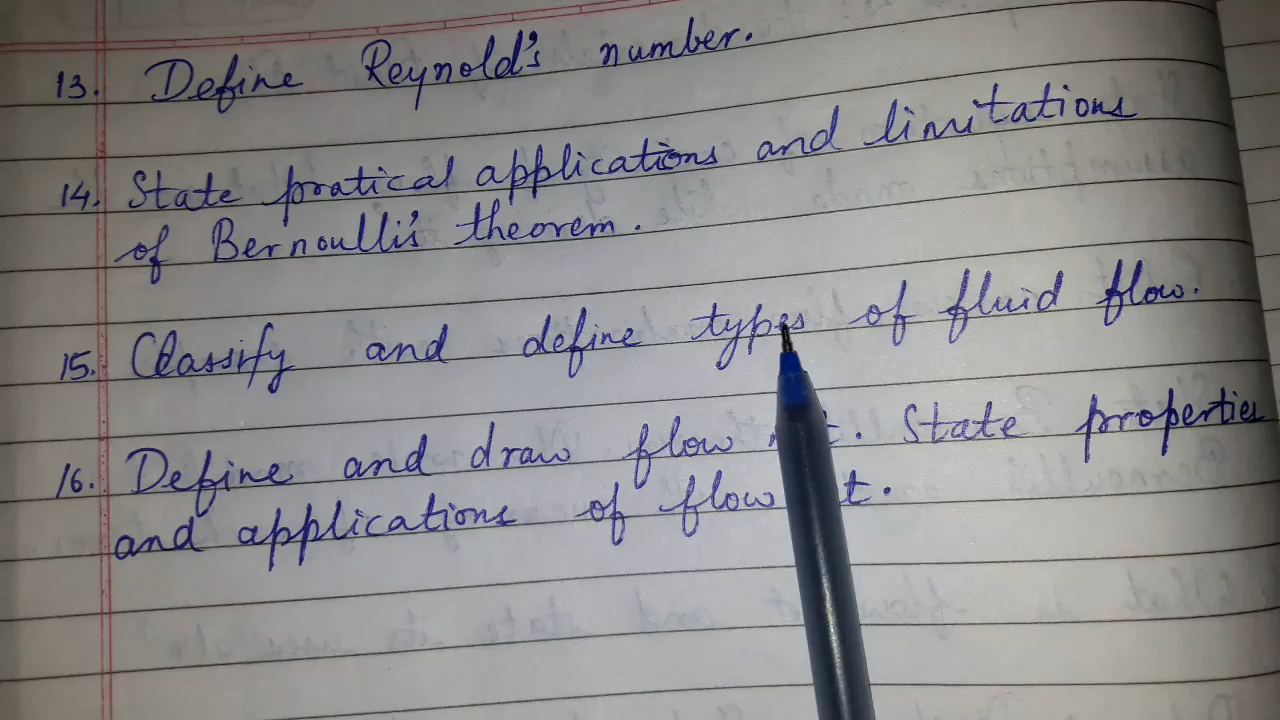 13. Define Reynold's number.
14. State pratical applications and limitations
of Bernoulli's theorem.
15. Classify and define types of fluid flow.
16. Define and draw flow t. State properties
and applications of flow t.